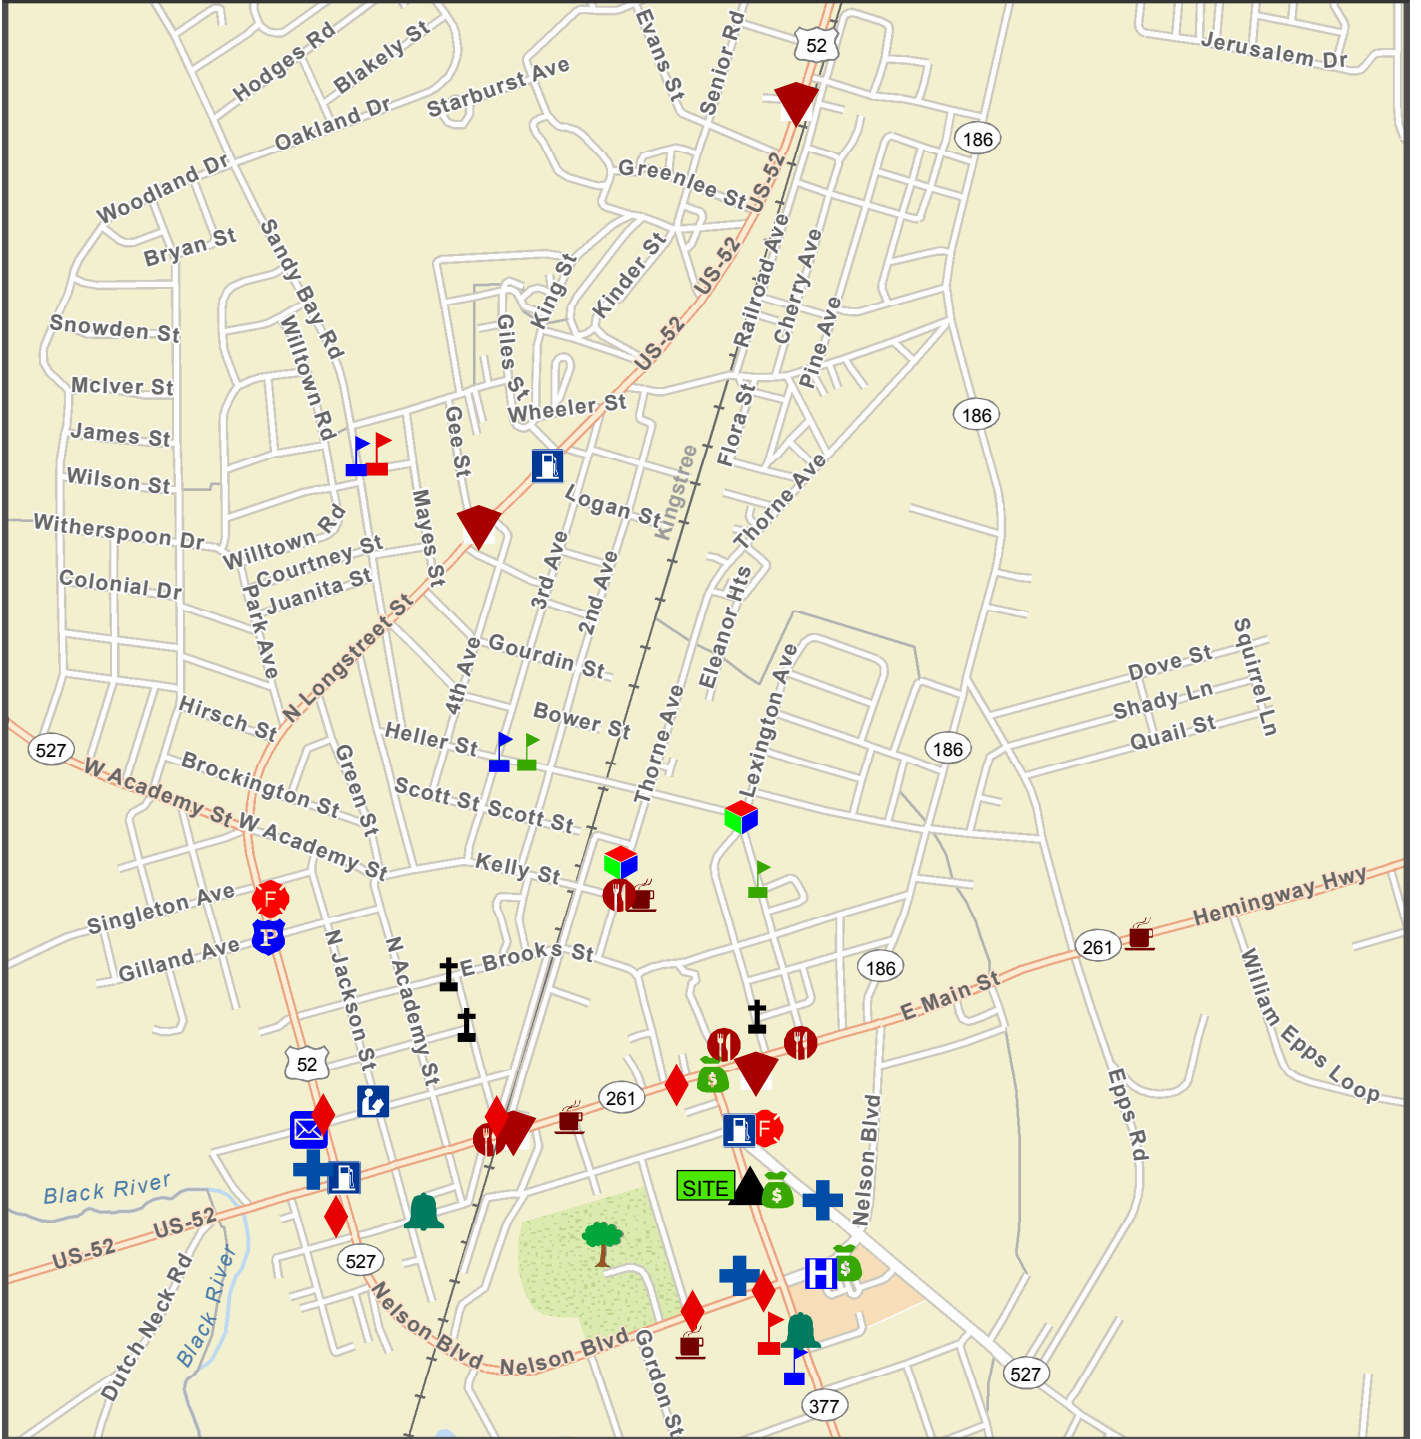 Hodges Rd
Blakely St
Evans St
Senior Rd
52
Jerusalem Dr
Starburst Ave
Oakland Dr
186
Woodland Dr
Greenlee St
US-52
Bryan St
Sandy Bay Rd
King St
Kinder St
US-52
Railroad Ave
Cherry Ave
Snowden St
Willtown Rd
Giles St
US-52
Pine Ave
McIver St
Wheeler St
186
James St
Gee St
Flora St
Wilson St
Kingstree
Thorne Ave
Witherspoon Dr
Willtown Rd
Mayes St
Logan St
Courtney St
Colonial Dr
Juanita St
Park Ave
3rd Ave
2nd Ave
Eleanor Hts
Dove St
Squirrel Ln
N Longstreet St
4th Ave
Gourdin St
Lexington Ave
Shady Ln
Hirsch St
Bower St
Thorne Ave
Quail St
527
Heller St
186
W Academy St
Brockington St
Green St
Scott St
Scott St
W Academy St
Kelly St
Singleton Ave
F
Hemingway Hwy
P
Gilland Ave
N Jackson St
N Academy St
E Brooks St
261
186
E Main St
William Epps Loop
52
261
Nelson Blvd
Epps Rd
F
Black River
SITE
$
$
US-52
US-52
527
H
$
Dutch Neck Rd
Black River
Nelson Blvd
Nelson Blvd
Gordon St
527
377